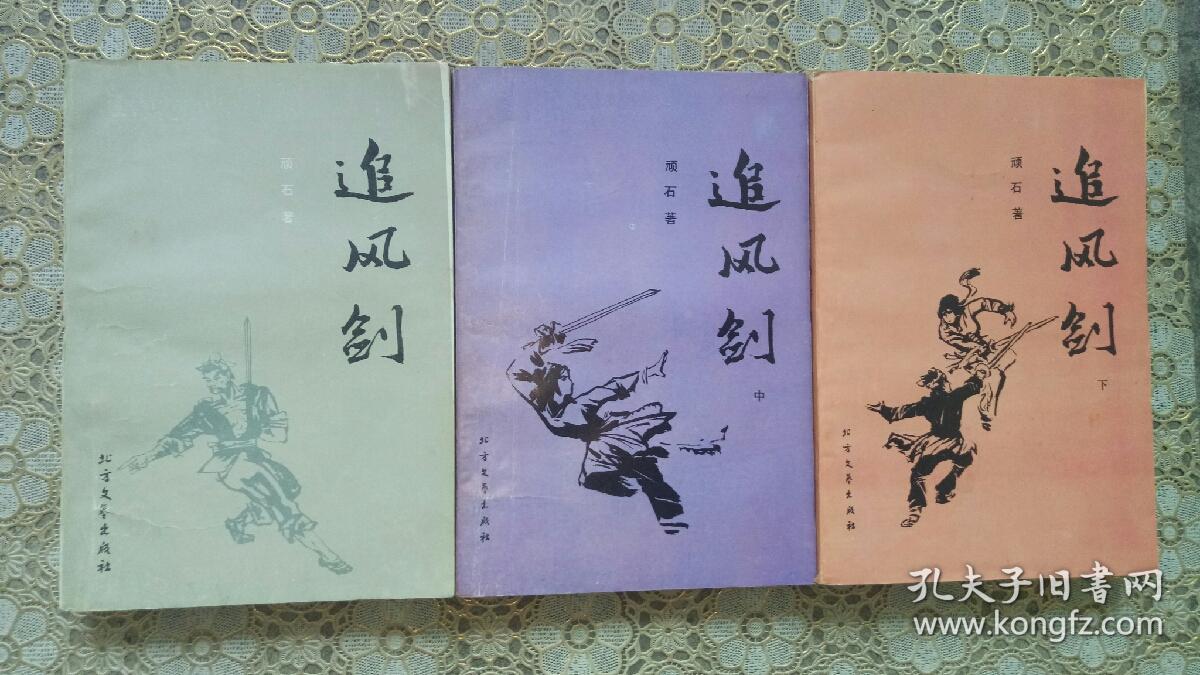 追风剑
顽石著
北方文艺出版社
追风剑
中
顽石著
北方文艺出版社
追风剑
下
顽石著
北方文艺出版社
孔夫子旧书网
www.kongfz.com